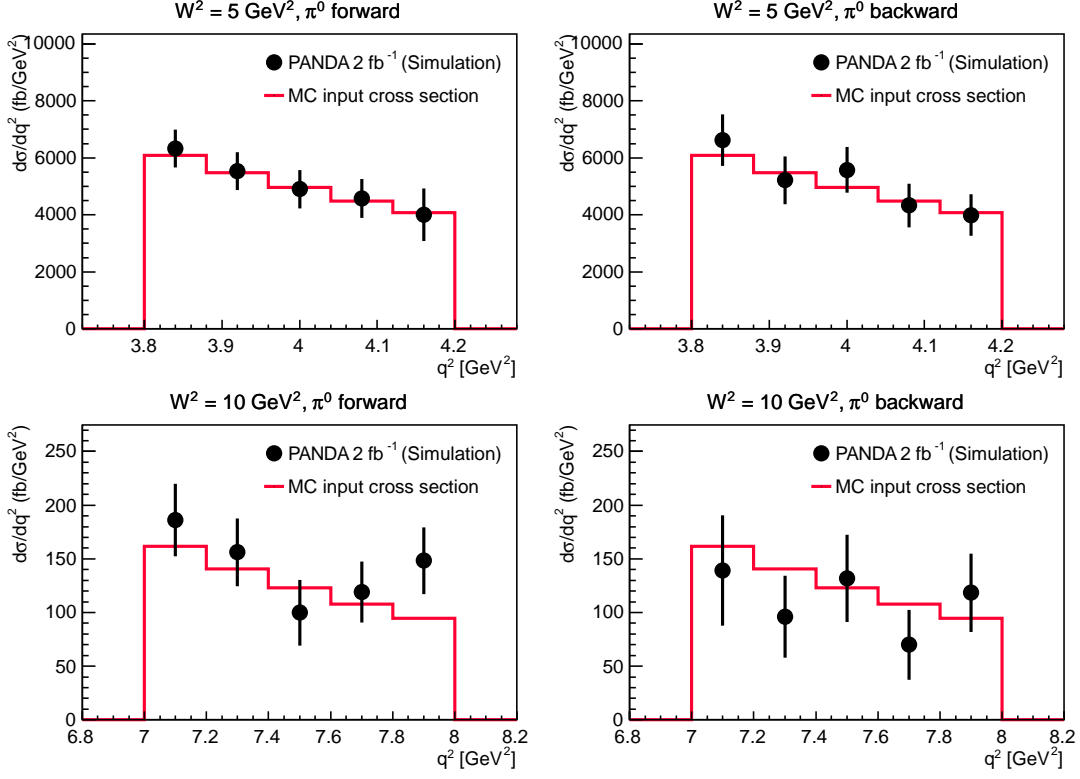 W² = 5 GeV², π⁰ forward
dσ/dq² (fb/GeV²)
10000
8000
6000
4000
2000
0
PANDA 2 fb⁻¹ (Simulation)
MC input cross section
3.8 3.9 4 4.1 4.2
q² [GeV²]
W² = 5 GeV², π⁰ backward
dσ/dq² (fb/GeV²)
10000
8000
6000
4000
2000
0
PANDA 2 fb⁻¹ (Simulation)
MC input cross section
3.8 3.9 4 4.1 4.2
q² [GeV²]
W² = 10 GeV², π⁰ forward
dσ/dq² (fb/GeV²)
250
200
150
100
50
0
PANDA 2 fb⁻¹ (Simulation)
MC input cross section
6.8 7 7.2 7.4 7.6 7.8 8 8.2
q² [GeV²]
W² = 10 GeV², π⁰ backward
dσ/dq² (fb/GeV²)
250
200
150
100
50
0
PANDA 2 fb⁻¹ (Simulation)
MC input cross section
6.8 7 7.2 7.4 7.6 7.8 8 8.2
q² [GeV²]